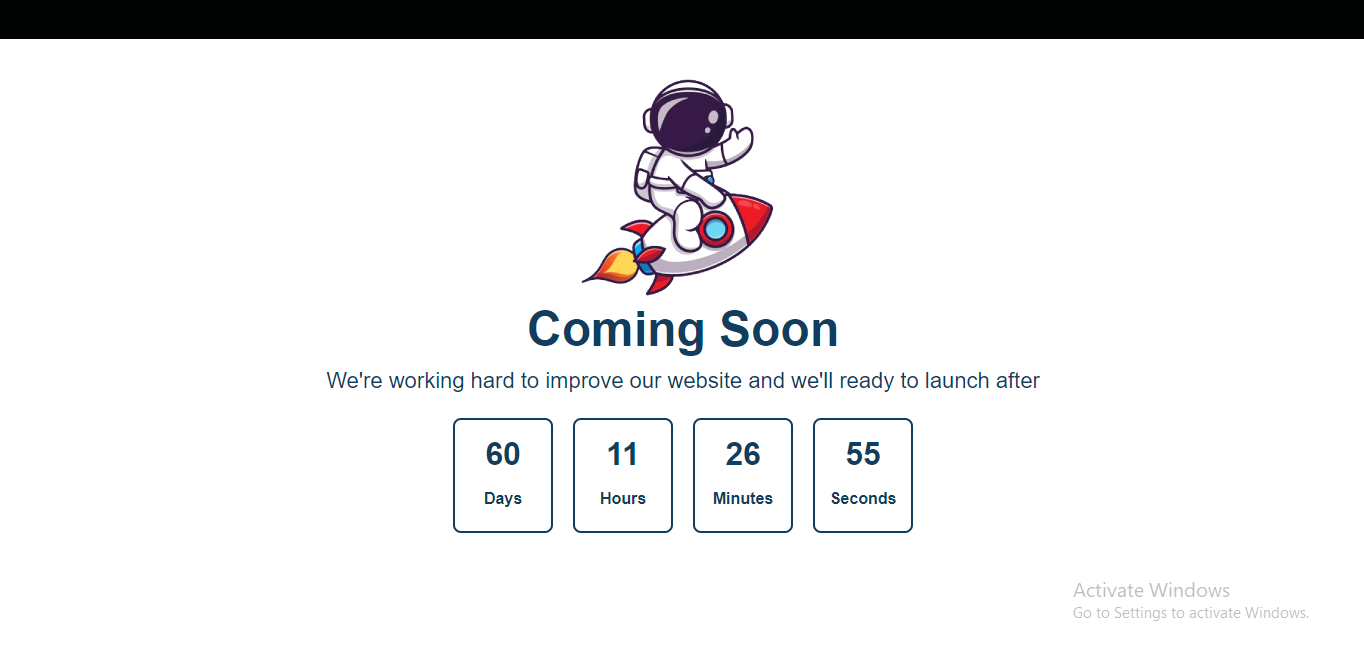 Coming Soon
We're working hard to improve our website and we'll ready to launch after
60 11 26 55
Days Hours Minutes Seconds
Activate Windows
Go to Settings to activate Windows.